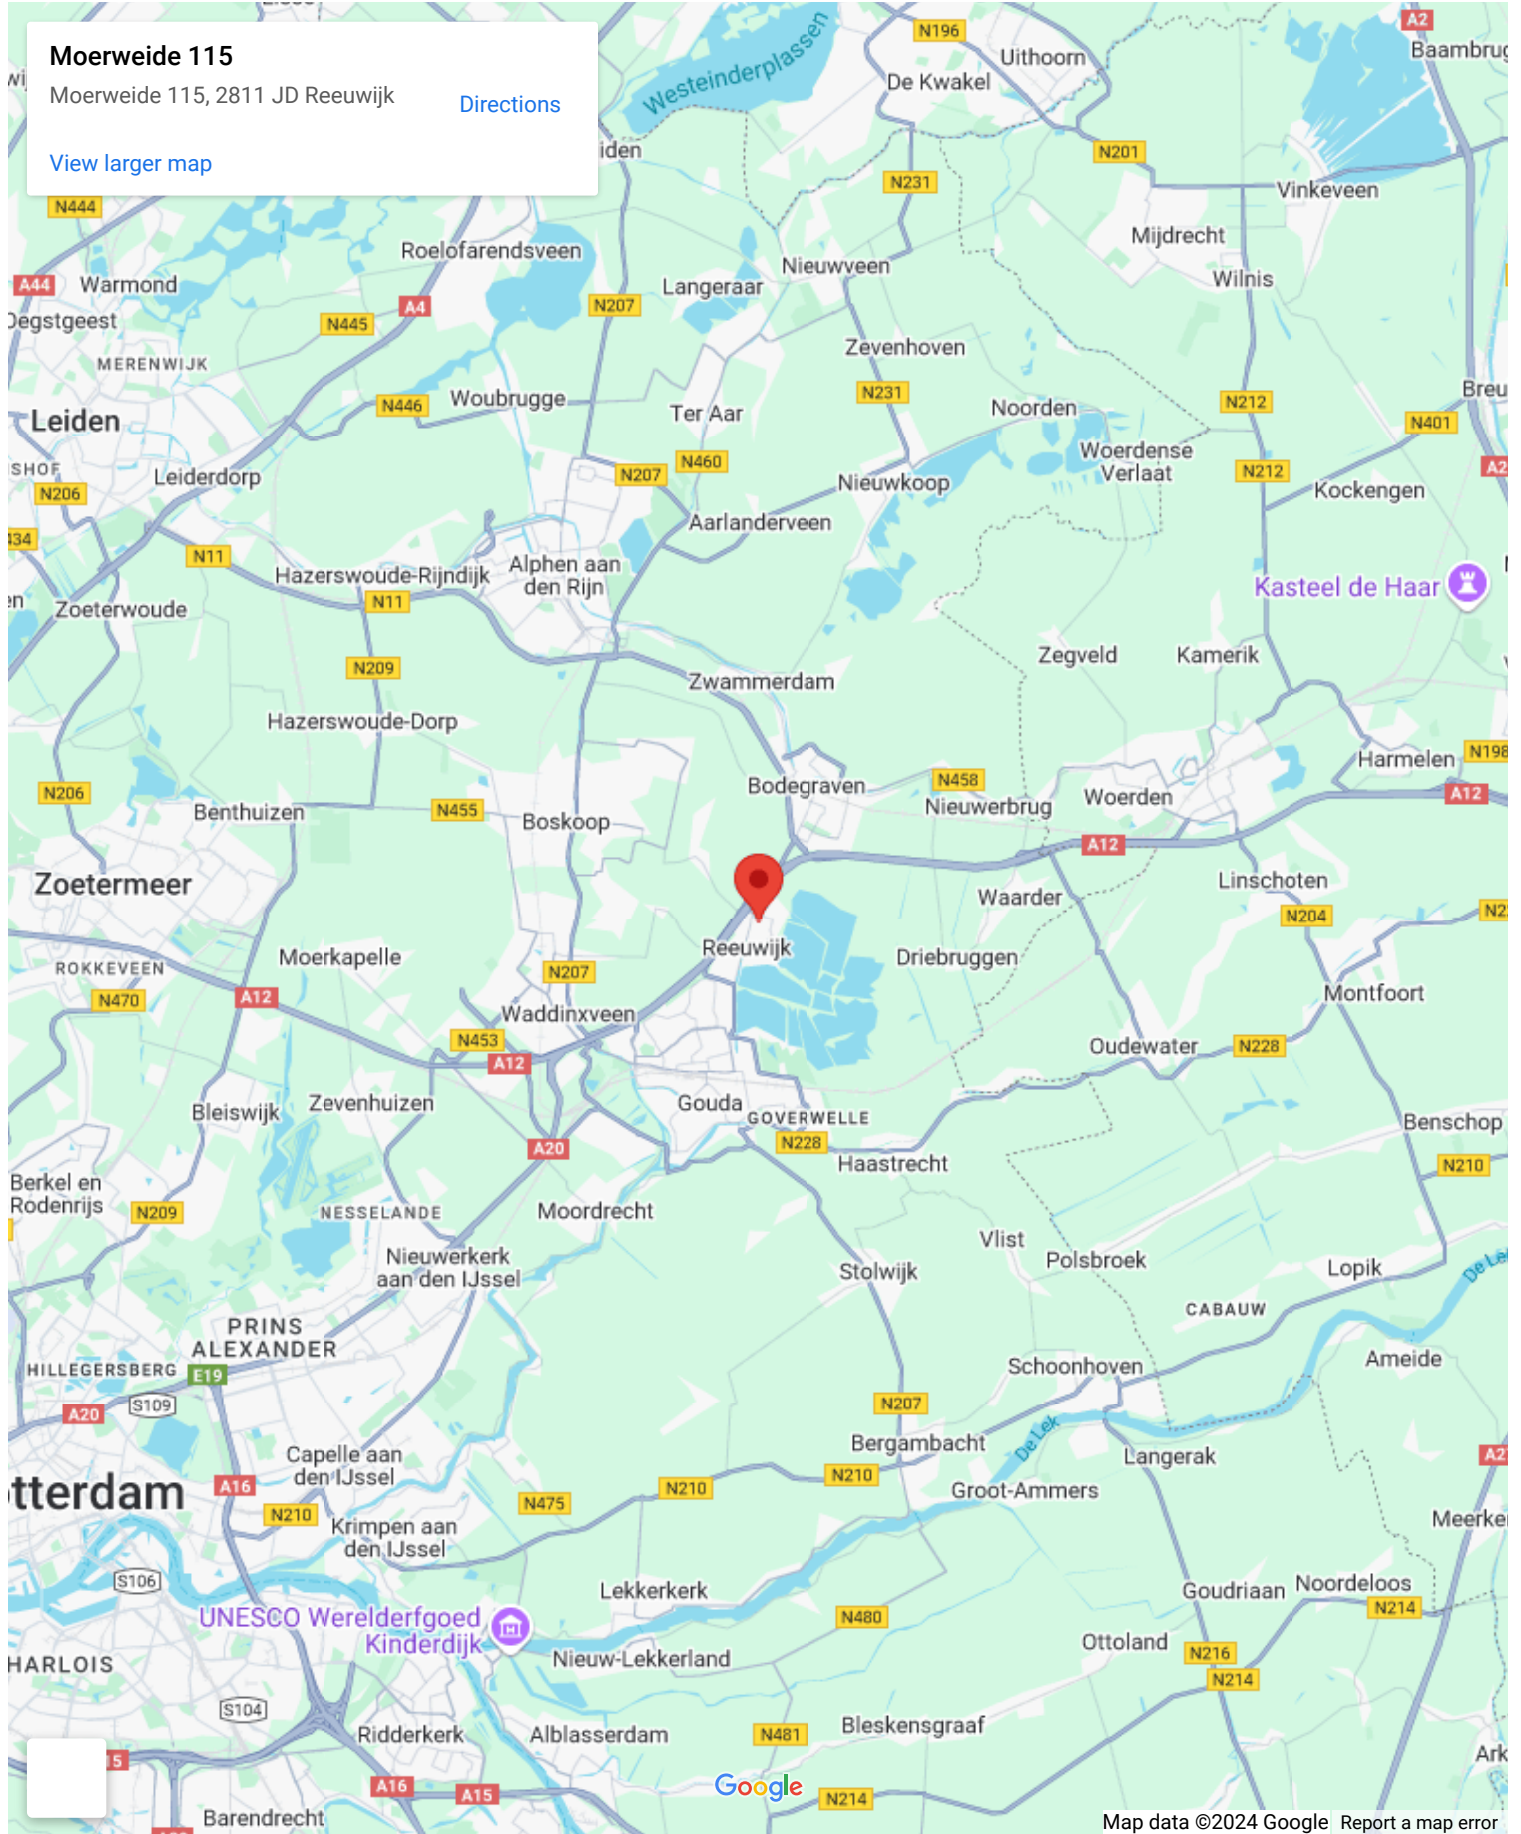 Moerweide 115
Moerweide 115, 2811 JD Reeuwijk
Directions
View larger map
Westeinderplassen
N196
Uithoorn
De Kwakel
A2
N201
N231
Vinkeveen
N444
Roelofarendsveen
Mijdrecht
Nieuwveen
Wilnis
A44
Warmond
Langeraar
A4
N207
N445
Zevenhoven
MERENWIJK
N231
N446
Woubrugge
Ter Aar
Noorden
N212
N401
Leiden
Woerdense
Verlaat
N460
N207
N212
Leiderdorp
Nieuwkoop
Kockengen
N206
Aarlanderveen
N11
Alphen aan
den Rijn
Hazerswoude-Rijndijk
N11
Kasteel de Haar
Zoeterwoude
N209
Zegveld
Kamerik
Zwammerdam
Hazerswoude-Dorp
Harmelen
N198
N206
Bodegraven
N458
Woerden
A12
Nieuwerbrug
Benthuizen
N455
Boskoop
A12
Zoetermeer
Linschoten
Waarder
N204
Reeuwijk
Moerkapelle
Driebruggen
ROKKEVEEN
N207
N470
A12
Montfoort
Waddinxveen
N453
A12
Oudewater
N228
Bleiswijk
Zevenhuizen
Gouda
GOVERWELLE
Benschop
N228
A20
Haastrecht
N210
Berkel en
Rodenrijs
N209
NESSELANDE
Moordrecht
Vlist
Polsbroek
Nieuwerkerk
aan den IJssel
Stolwijk
Lopik
CABAUW
PRINS
ALEXANDER
HILLEGERSBERG
E19
Schoonhoven
Ameide
A20
S109
N207
Bergambacht
De Lek
Langerak
Capelle aan
den IJssel
N210
N210
A16
Groot-Ammers
tterdam
N475
N210
Krimpen aan
den IJssel
S106
Lekkerkerk
Goudriaan
Noordeloos
N214
UNESCO Werelderfgoed
Kinderdijk
N480
Ottoland
N216
Nieuw-Lekkerland
HARLOIS
N214
S104
Ridderkerk
Alblasserdam
N481
Bleskensgraaf
A16
A15
Google
N214
Barendrecht
Map data ©2024 Google
Report a map error